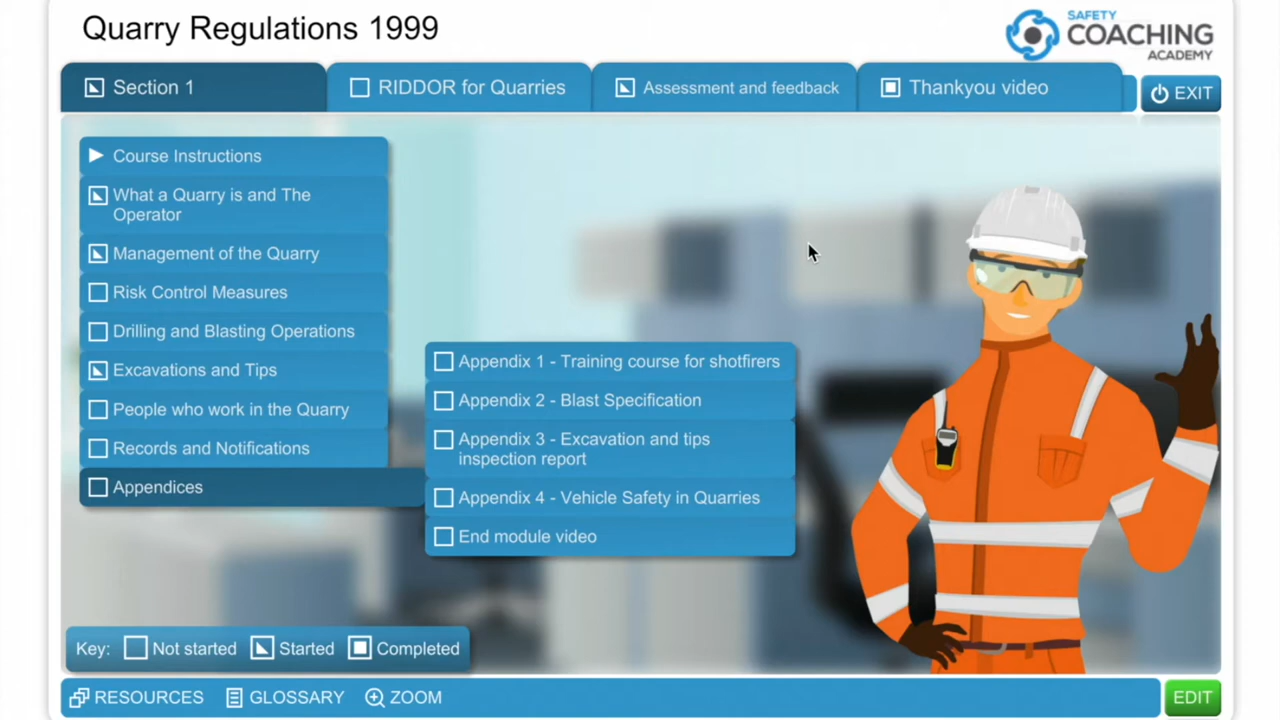 Quarry Regulations 1999
SAFETY
COACHING
ACADEMY
Section 1
RIDDOR for Quarries
Assessment and feedback
Thankyou video
EXIT
Course Instructions
What a Quarry is and The
Operator
Management of the Quarry
Risk Control Measures
Drilling and Blasting Operations
Excavations and Tips
People who work in the Quarry
Records and Notifications
Appendices
Appendix 1 - Training course for shotfirers
Appendix 2 - Blast Specification
Appendix 3 - Excavation and tips
inspection report
Appendix 4 - Vehicle Safety in Quarries
End module video
Key: Not started Started Completed
RESOURCES GLOSSARY ZOOM
EDIT